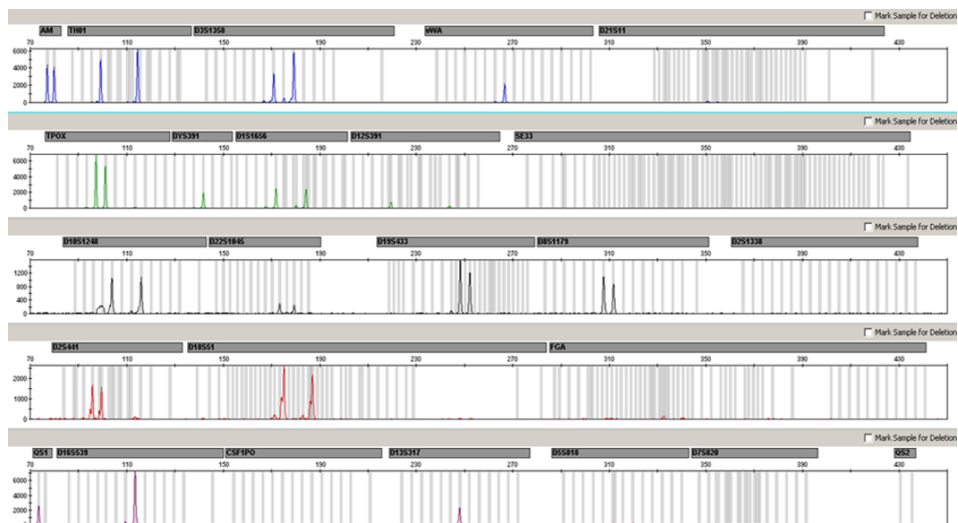 Mark Sample for Deletion
AM TH01 D3S1358 vWA D21S11
70 110 150 190 230 270 310 350 390 430
6000
4000
2000
0
Mark Sample for Deletion
TPOX DYS391 D1S1656 D12S391 SE33
70 110 150 190 230 270 310 350 390 430
6000
4000
2000
0
Mark Sample for Deletion
D10S1248 D22S1045 D19S433 D8S1179 D2S1338
70 110 150 190 230 270 310 350 390 430
1200
800
400
0
Mark Sample for Deletion
D2S441 D18S51 FGA
70 110 150 190 230 270 310 350 390 430
2000
1000
0
Mark Sample for Deletion
QS1 D16S539 CSF1PO D13S317 D5S818 D7S820 QS2
70 110 150 190 230 270 310 350 390 430
6000
4000
2000
0